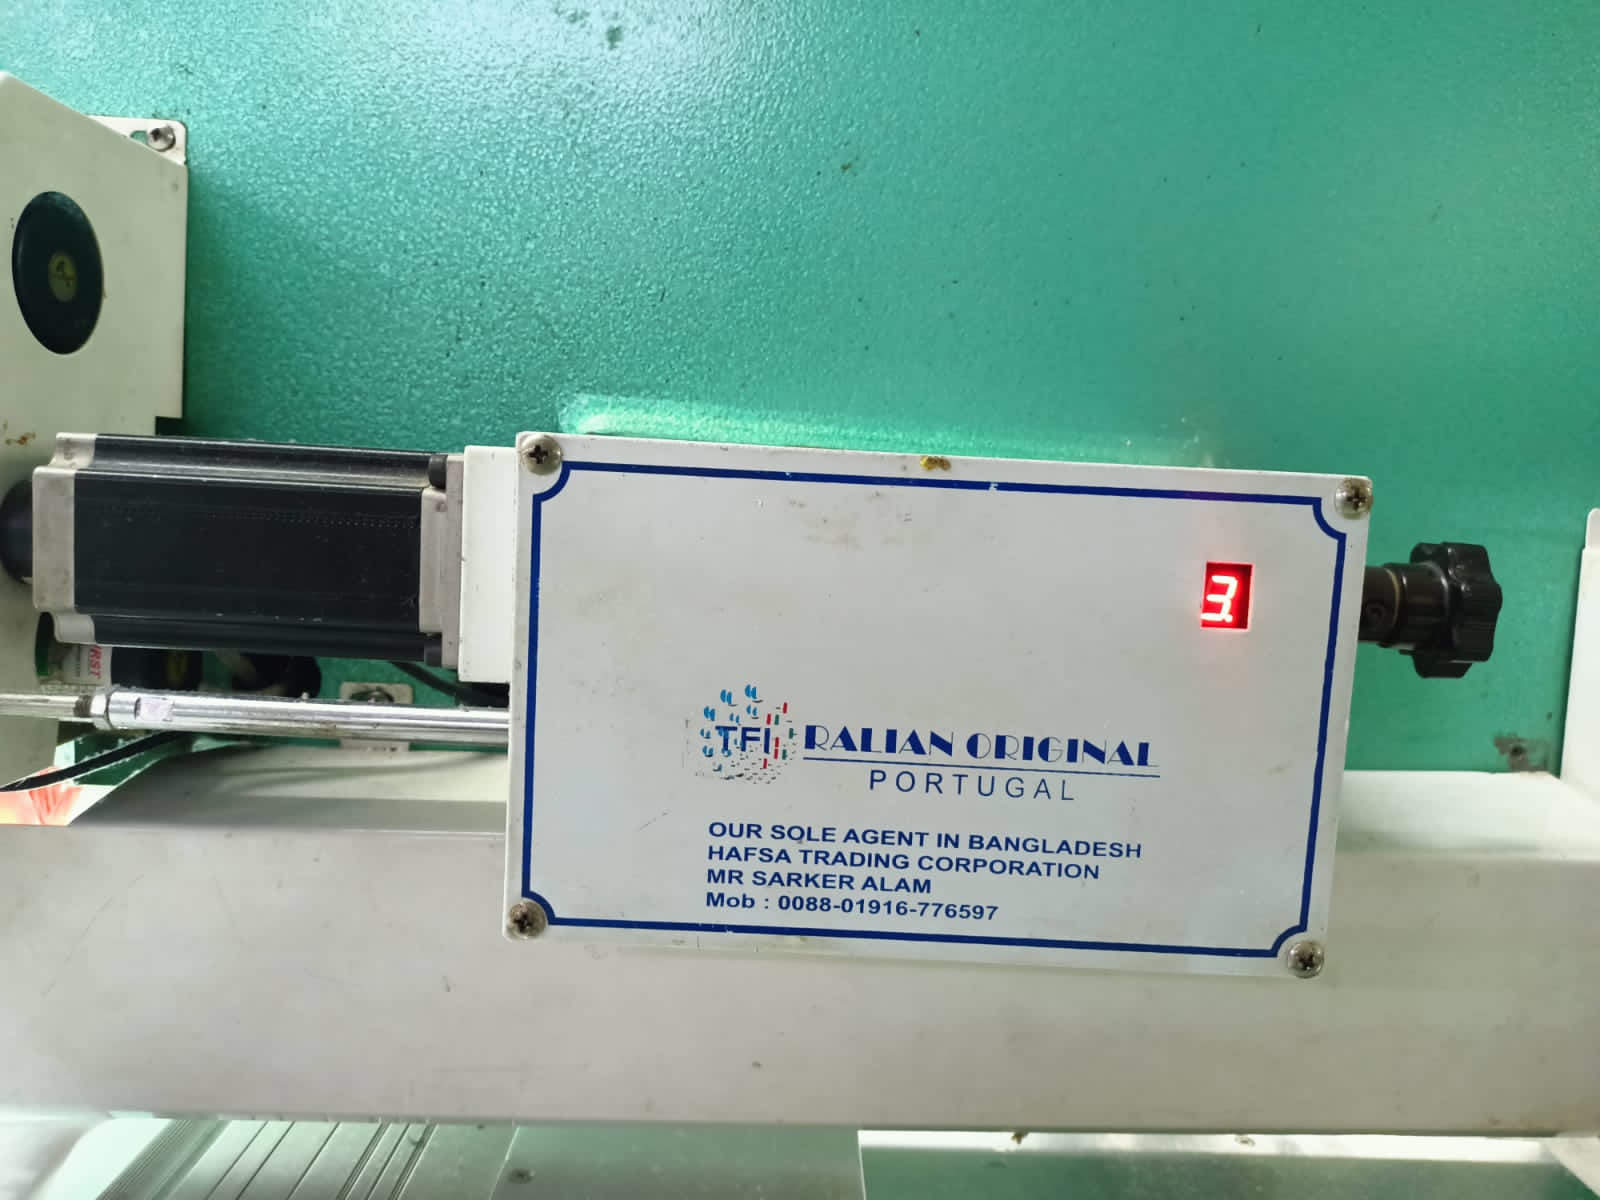 3.
TFI RALIAN ORIGINAL
PORTUGAL
OUR SOLE AGENT IN BANGLADESH
HAFSA TRADING CORPORATION
MR SARKER ALAM
Mob : 0088-01916-776597